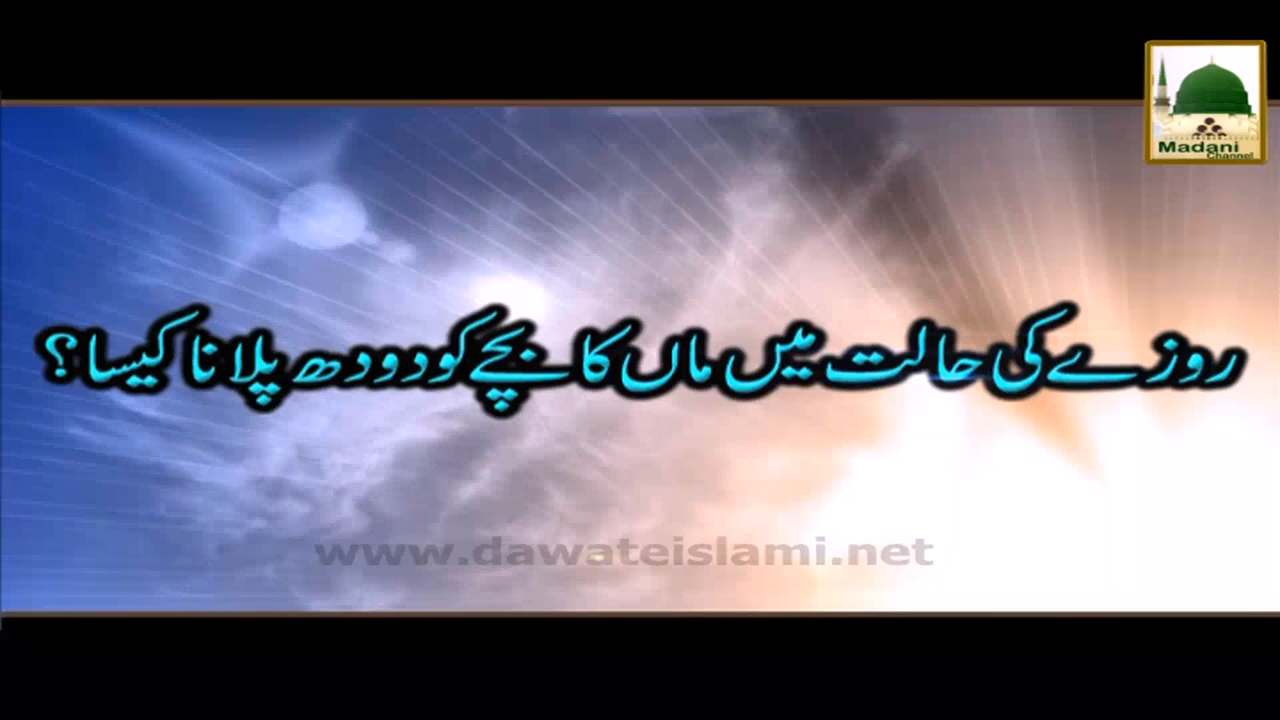 Madani
Channel
روزے کی حالت میں ماں کا بچے کو دودھ پلانا کیسا؟
www.dawateislami.net